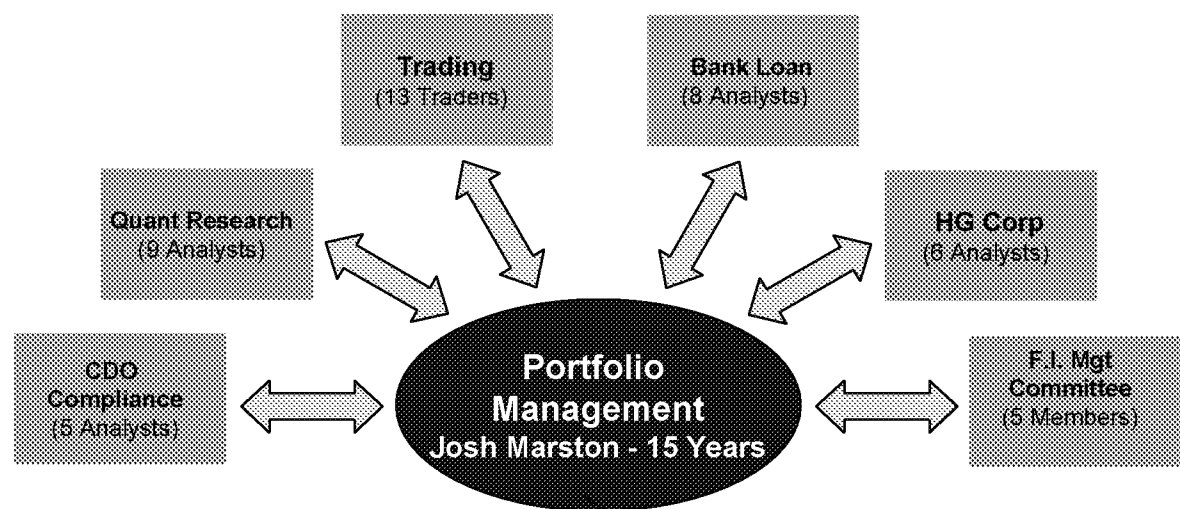 Trading
(13 Traders)
Bank Loan
(8 Analysts)
Quant Research
(9 Analysts)
HG Corp
(6 Analysts)
CDO
Compliance
(5 Analysts)
Portfolio
Management
Josh Marston - 15 Years
F.I. Mgt
Committee
(5 Members)